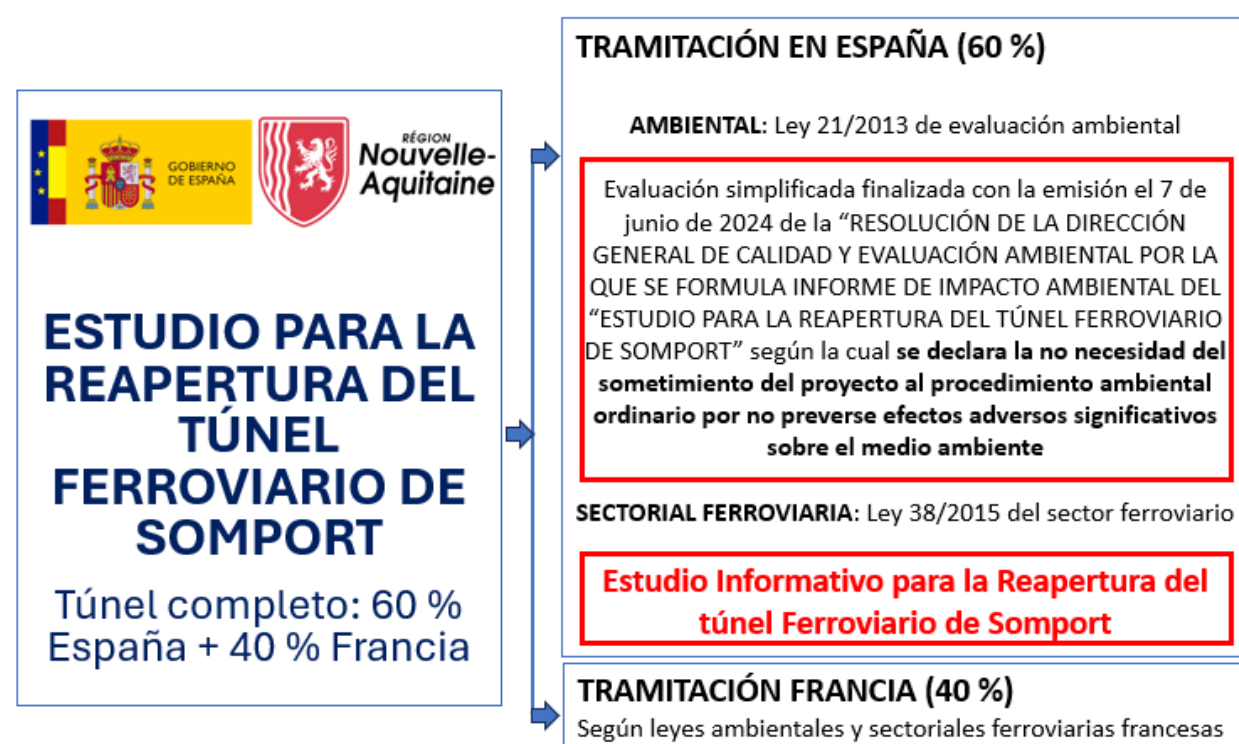 GOBIERNO
DE ESPAÑA
RÉGION
Nouvelle-
Aquitaine
ESTUDIO PARA LA
REAPERTURA DEL
TÚNEL
FERROVIARIO DE
SOMPORT
Túnel completo: 60 %
España + 40 % Francia
TRAMITACIÓN EN ESPAÑA (60 %)
AMBIENTAL: Ley 21/2013 de evaluación ambiental
Evaluación simplificada finalizada con la emisión el 7 de
junio de 2024 de la “RESOLUCIÓN DE LA DIRECCIÓN
GENERAL DE CALIDAD Y EVALUACIÓN AMBIENTAL POR LA
QUE SE FORMULA INFORME DE IMPACTO AMBIENTAL DEL
“ESTUDIO PARA LA REAPERTURA DEL TÚNEL FERROVIARIO
DE SOMPORT” según la cual se declara la no necesidad del
sometimiento del proyecto al procedimiento ambiental
ordinario por no preverse efectos adversos significativos
sobre el medio ambiente
SECTORIAL FERROVIARIA: Ley 38/2015 del sector ferroviario
Estudio Informativo para la Reapertura del
túnel Ferroviario de Somport
TRAMITACIÓN FRANCIA (40 %)
Según leyes ambientales y sectoriales ferroviarias francesas